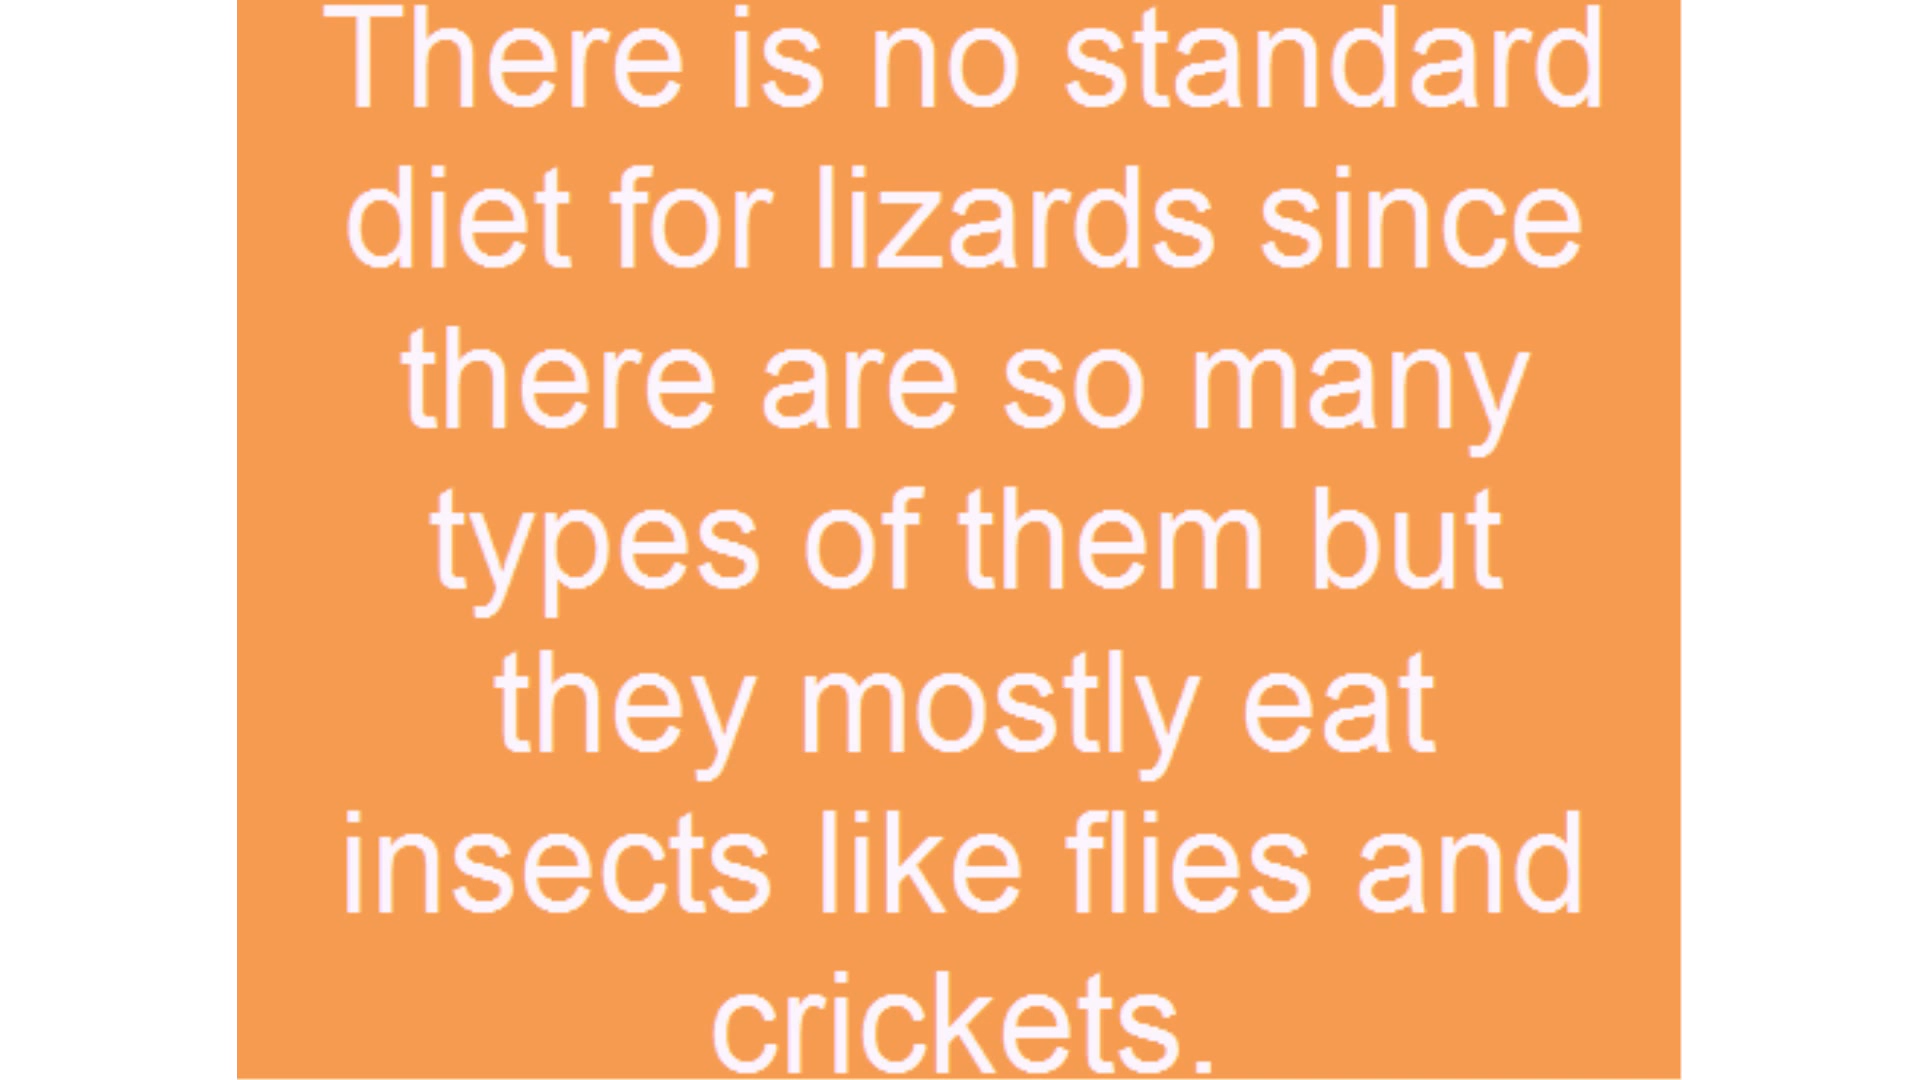 There is no standard
diet for lizards since
there are so many
types of them but
they mostly eat
insects like flies and
crickets.